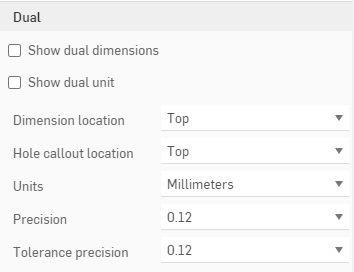 Dual
Show dual dimensions
Show dual unit
Dimension location Top
Hole callout location Top
Units Millimeters
Precision 0.12
Tolerance precision 0.12